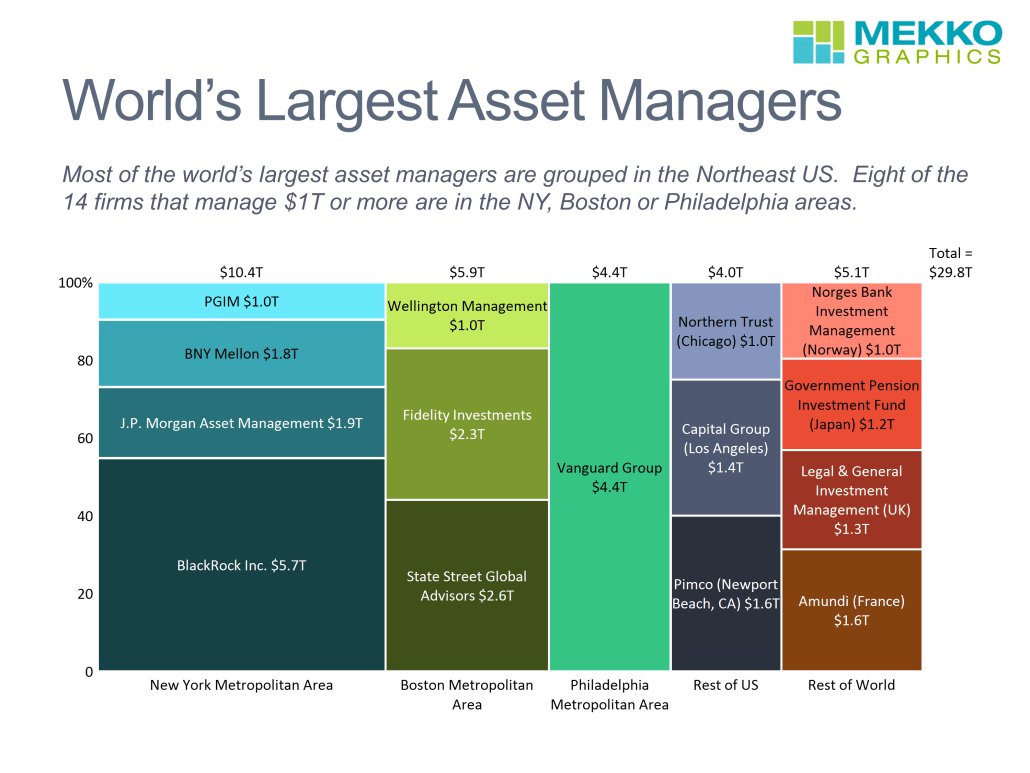 MEKKO
GRAPHICS
World’s Largest Asset Managers
Most of the world’s largest asset managers are grouped in the Northeast US.  Eight of the
14 firms that manage $1T or more are in the NY, Boston or Philadelphia areas.
Total =
$10.4T $5.9T $4.4T $4.0T $5.1T $29.8T
100%
80
60
40
20
0
PGIM $1.0T
BNY Mellon $1.8T
J.P. Morgan Asset Management $1.9T
BlackRock Inc. $5.7T
Wellington Management
$1.0T
Fidelity Investments
$2.3T
State Street Global
Advisors $2.6T
Vanguard Group
$4.4T
Northern Trust
(Chicago) $1.0T
Capital Group
(Los Angeles)
$1.4T
Pimco (Newport
Beach, CA) $1.6T
Norges Bank
Investment
Management
(Norway) $1.0T
Government Pension
Investment Fund
(Japan) $1.2T
Legal & General
Investment
Management (UK)
$1.3T
Amundi (France)
$1.6T
New York Metropolitan Area
Boston Metropolitan
Area
Philadelphia
Metropolitan Area
Rest of US
Rest of World